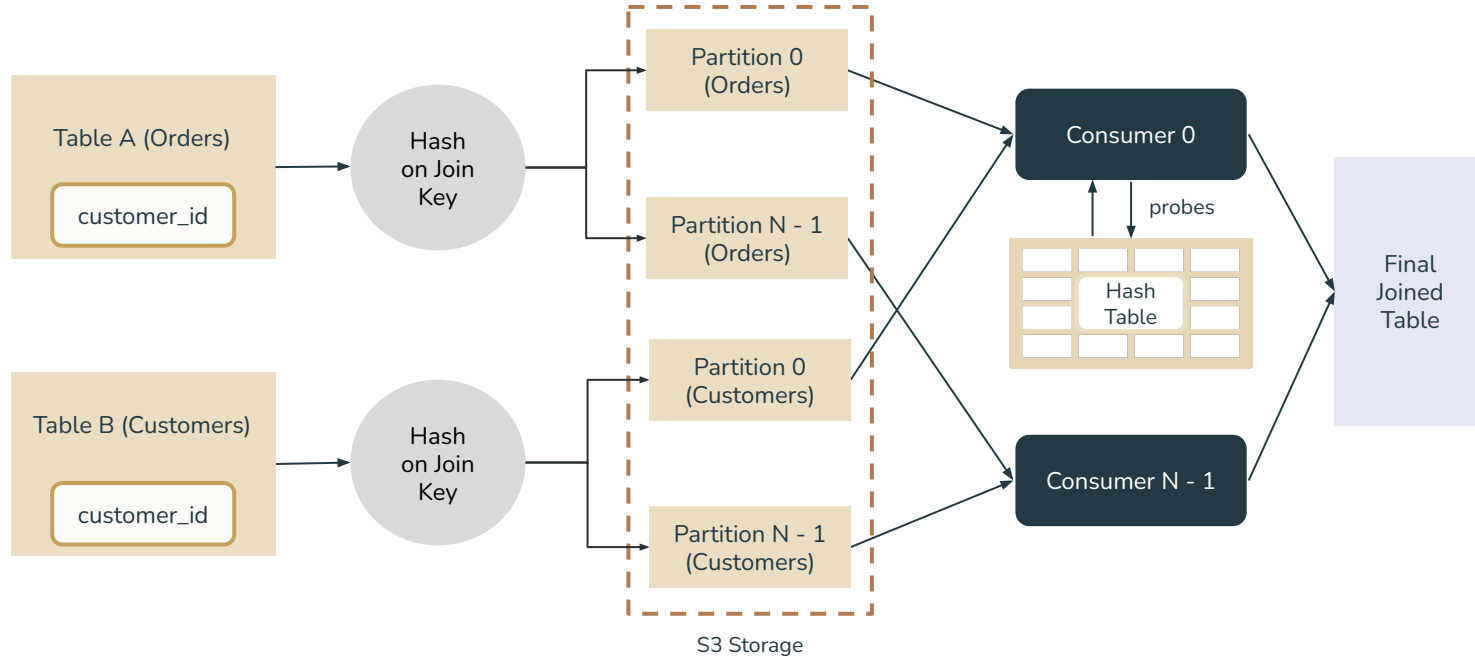 Table A (Orders)
customer_id
Hash
on Join
Key
Partition 0
(Orders)
Partition N - 1
(Orders)
Table B (Customers)
customer_id
Hash
on Join
Key
Partition 0
(Customers)
Partition N - 1
(Customers)
S3 Storage
Consumer 0
probes
Hash
Table
Consumer N - 1
Final
Joined
Table